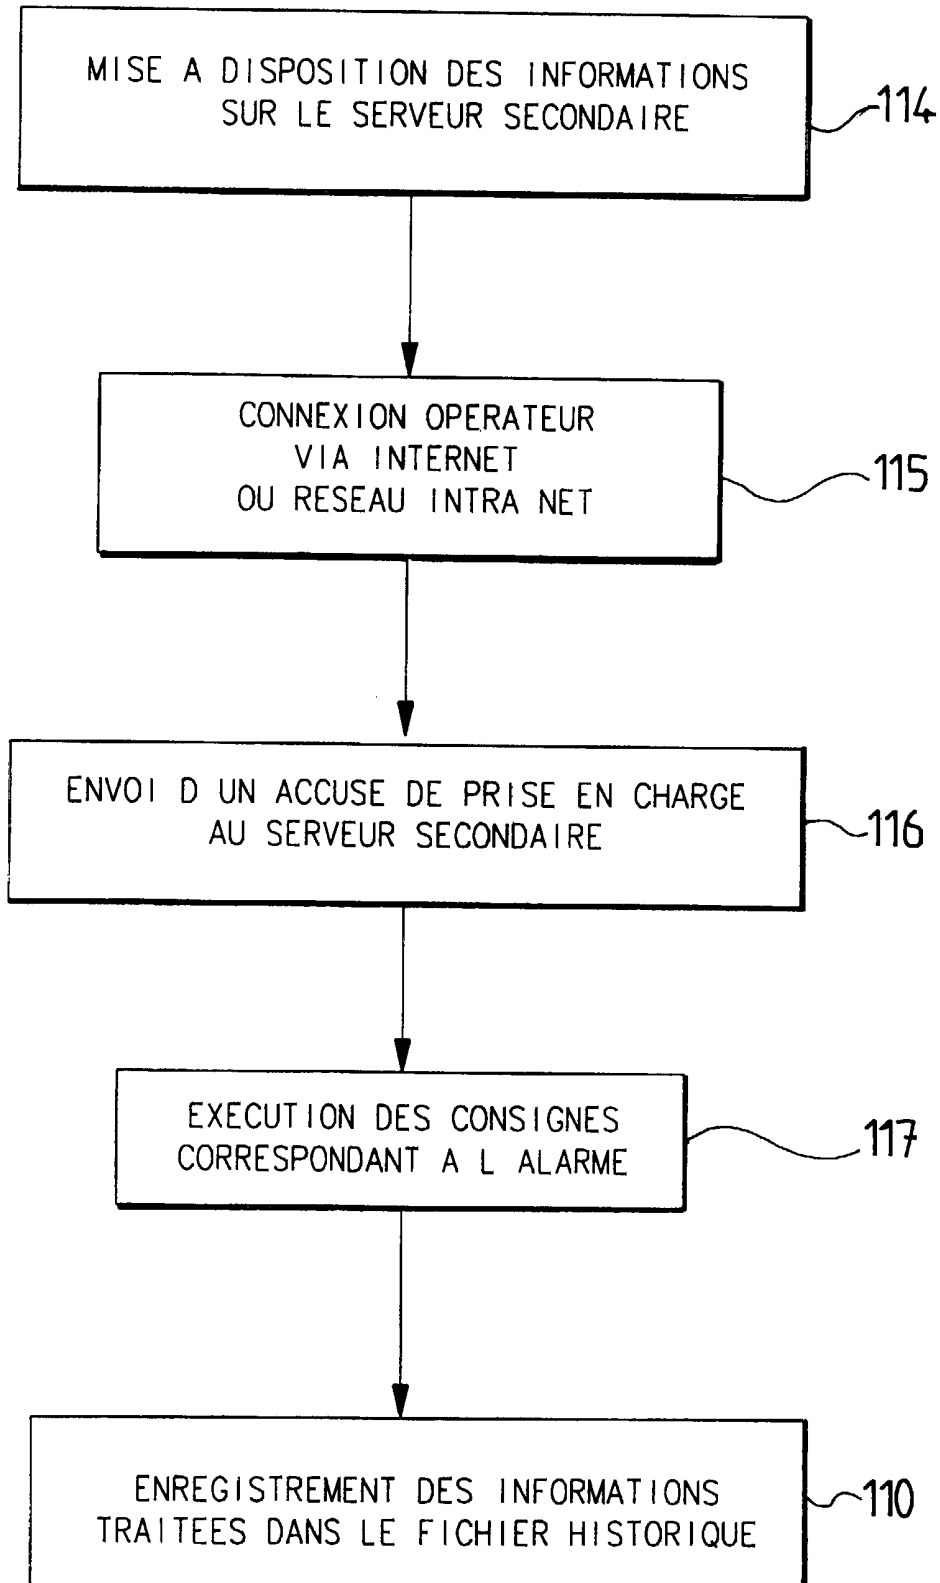 MISE A DISPOSITION DES INFORMATIONS
SUR LE SERVEUR SECONDAIRE
114
CONNEXION OPERATEUR
VIA INTERNET
OU RESEAU INTRA NET
115
ENVOI D UN ACCUSE DE PRISE EN CHARGE
AU SERVEUR SECONDAIRE
116
EXECUTION DES CONSIGNES
CORRESPONDANT A L ALARME
117
ENREGISTREMENT DES INFORMATIONS
TRAITEES DANS LE FICHIER HISTORIQUE
110